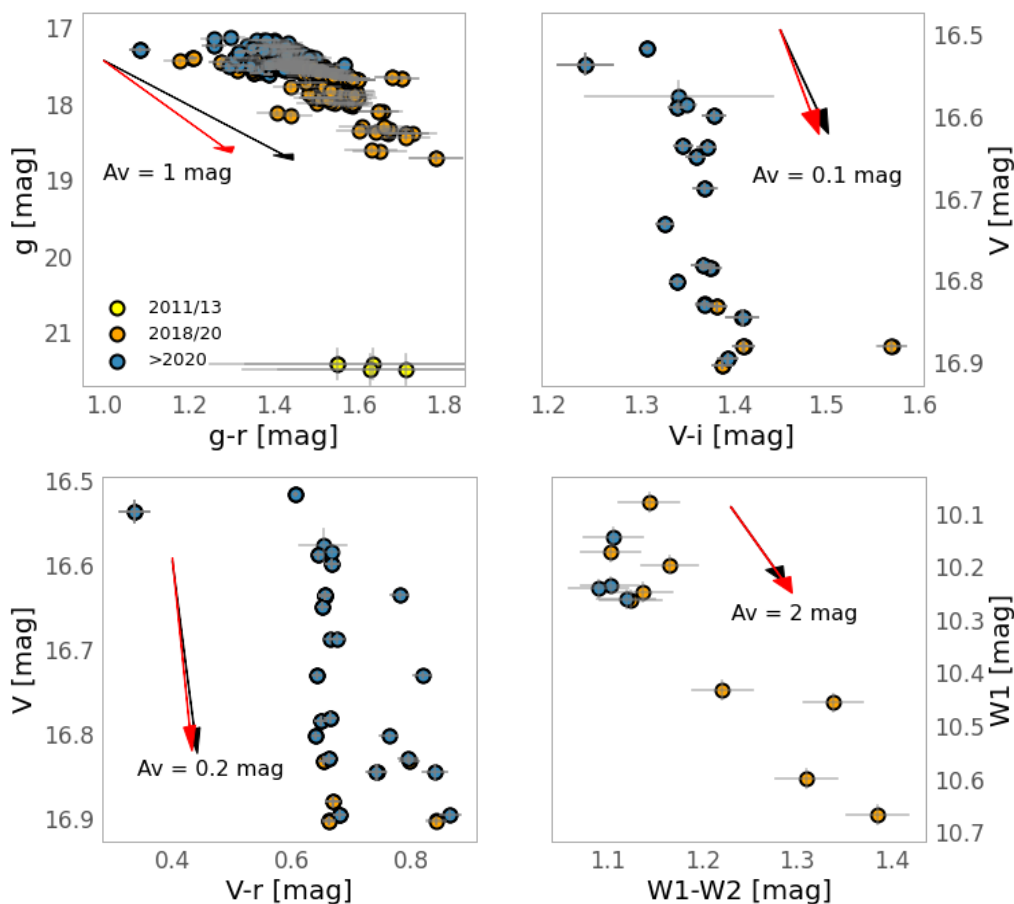 17
18
19
20
21
g [mag]
Av = 1 mag
2011/13
2018/20
>2020
1.0 1.2 1.4 1.6 1.8
g-r [mag]
Av = 0.1 mag
16.5
16.6
16.7
16.8
16.9
V [mag]
1.2 1.3 1.4 1.5 1.6
V-i [mag]
16.5
16.6
16.7
16.8
16.9
V [mag]
Av = 0.2 mag
0.4 0.6 0.8
V-r [mag]
Av = 2 mag
10.1
10.2
10.3
10.4
10.5
10.6
10.7
W1 [mag]
1.1 1.2 1.3 1.4
W1-W2 [mag]